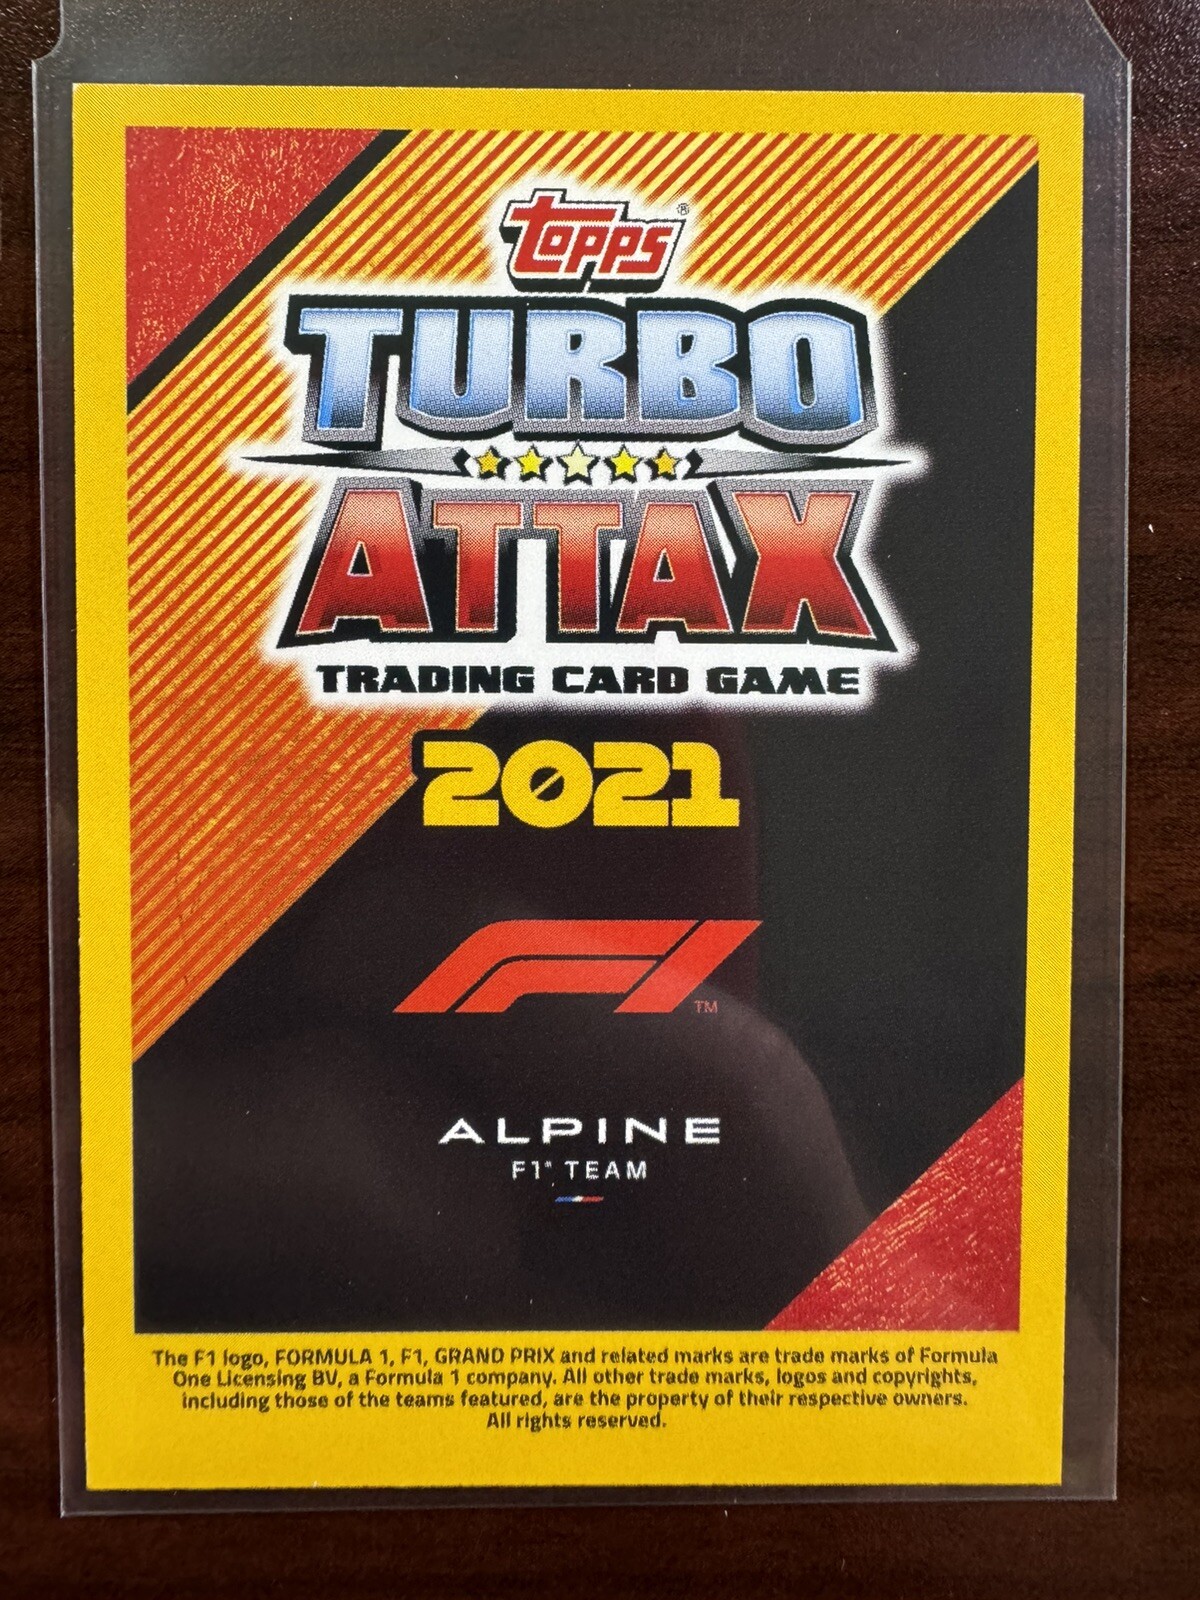 topps®
TURBO
ATTAX
TRADING CARD GAME
2021
F1™
ALPINE
F1® TEAM
The F1 logo, FORMULA 1, F1, GRAND PRIX and related marks are trade marks of Formula
One Licensing BV, a Formula 1 company. All other trade marks, logos and copyrights,
including those of the teams featured, are the property of their respective owners.
All rights reserved.